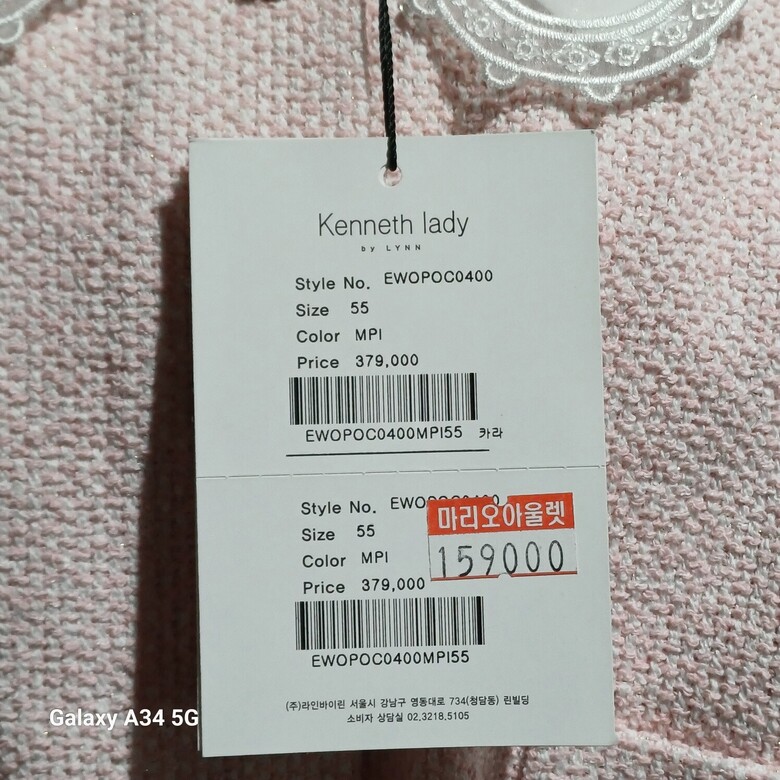 Kenneth lady
by LYNN
Style No. EWOPOC0400
Size 55
Color MPI
Price 379,000
EWOPOC0400MPI55 카라
Style No. EWOPOC0400
마리오아울렛
Size 55
159000
Color MPI
Price 379,000
EWOPOC0400MPI55
(주)라인바이린 서울시 강남구 영동대로 734(청담동) 린빌딩
소비자 상담실 02.3218.5105
Galaxy A34 5G